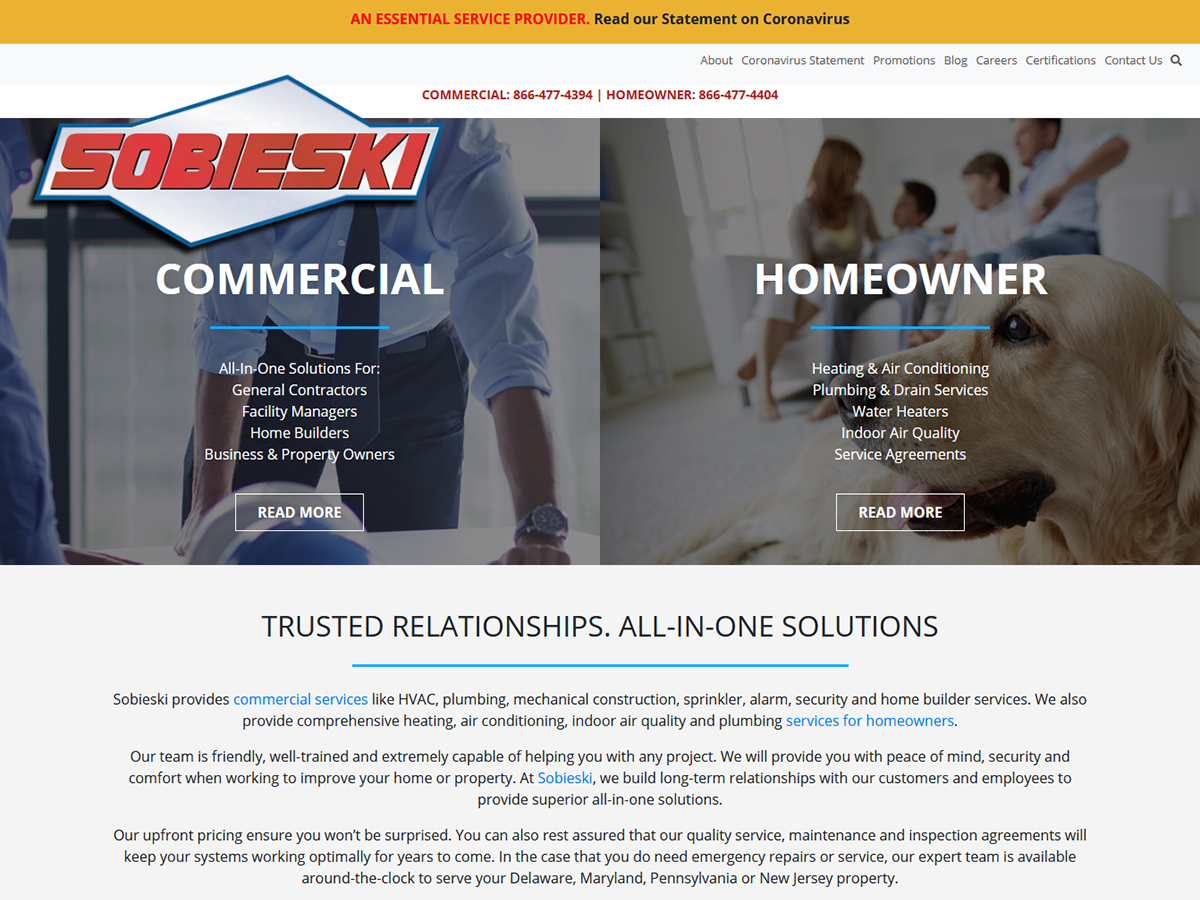 AN ESSENTIAL SERVICE PROVIDER. Read our Statement on Coronavirus
About Coronavirus Statement Promotions Blog Careers Certifications Contact Us
COMMERCIAL: 866-477-4394 | HOMEOWNER: 866-477-4404
SOBIESKI
COMMERCIAL
All-In-One Solutions For:
General Contractors
Facility Managers
Home Builders
Business & Property Owners
READ MORE
HOMEOWNER
Heating & Air Conditioning
Plumbing & Drain Services
Water Heaters
Indoor Air Quality
Service Agreements
READ MORE
TRUSTED RELATIONSHIPS. ALL-IN-ONE SOLUTIONS
Sobieski provides commercial services like HVAC, plumbing, mechanical construction, sprinkler, alarm, security and home builder services. We also
provide comprehensive heating, air conditioning, indoor air quality and plumbing services for homeowners.
Our team is friendly, well-trained and extremely capable of helping you with any project. We will provide you with peace of mind, security and
comfort when working to improve your home or property. At Sobieski, we build long-term relationships with our customers and employees to
provide superior all-in-one solutions.
Our upfront pricing ensure you won’t be surprised. You can also rest assured that our quality service, maintenance and inspection agreements will
keep your systems working optimally for years to come. In the case that you do need emergency repairs or service, our expert team is available
around-the-clock to serve your Delaware, Maryland, Pennsylvania or New Jersey property.